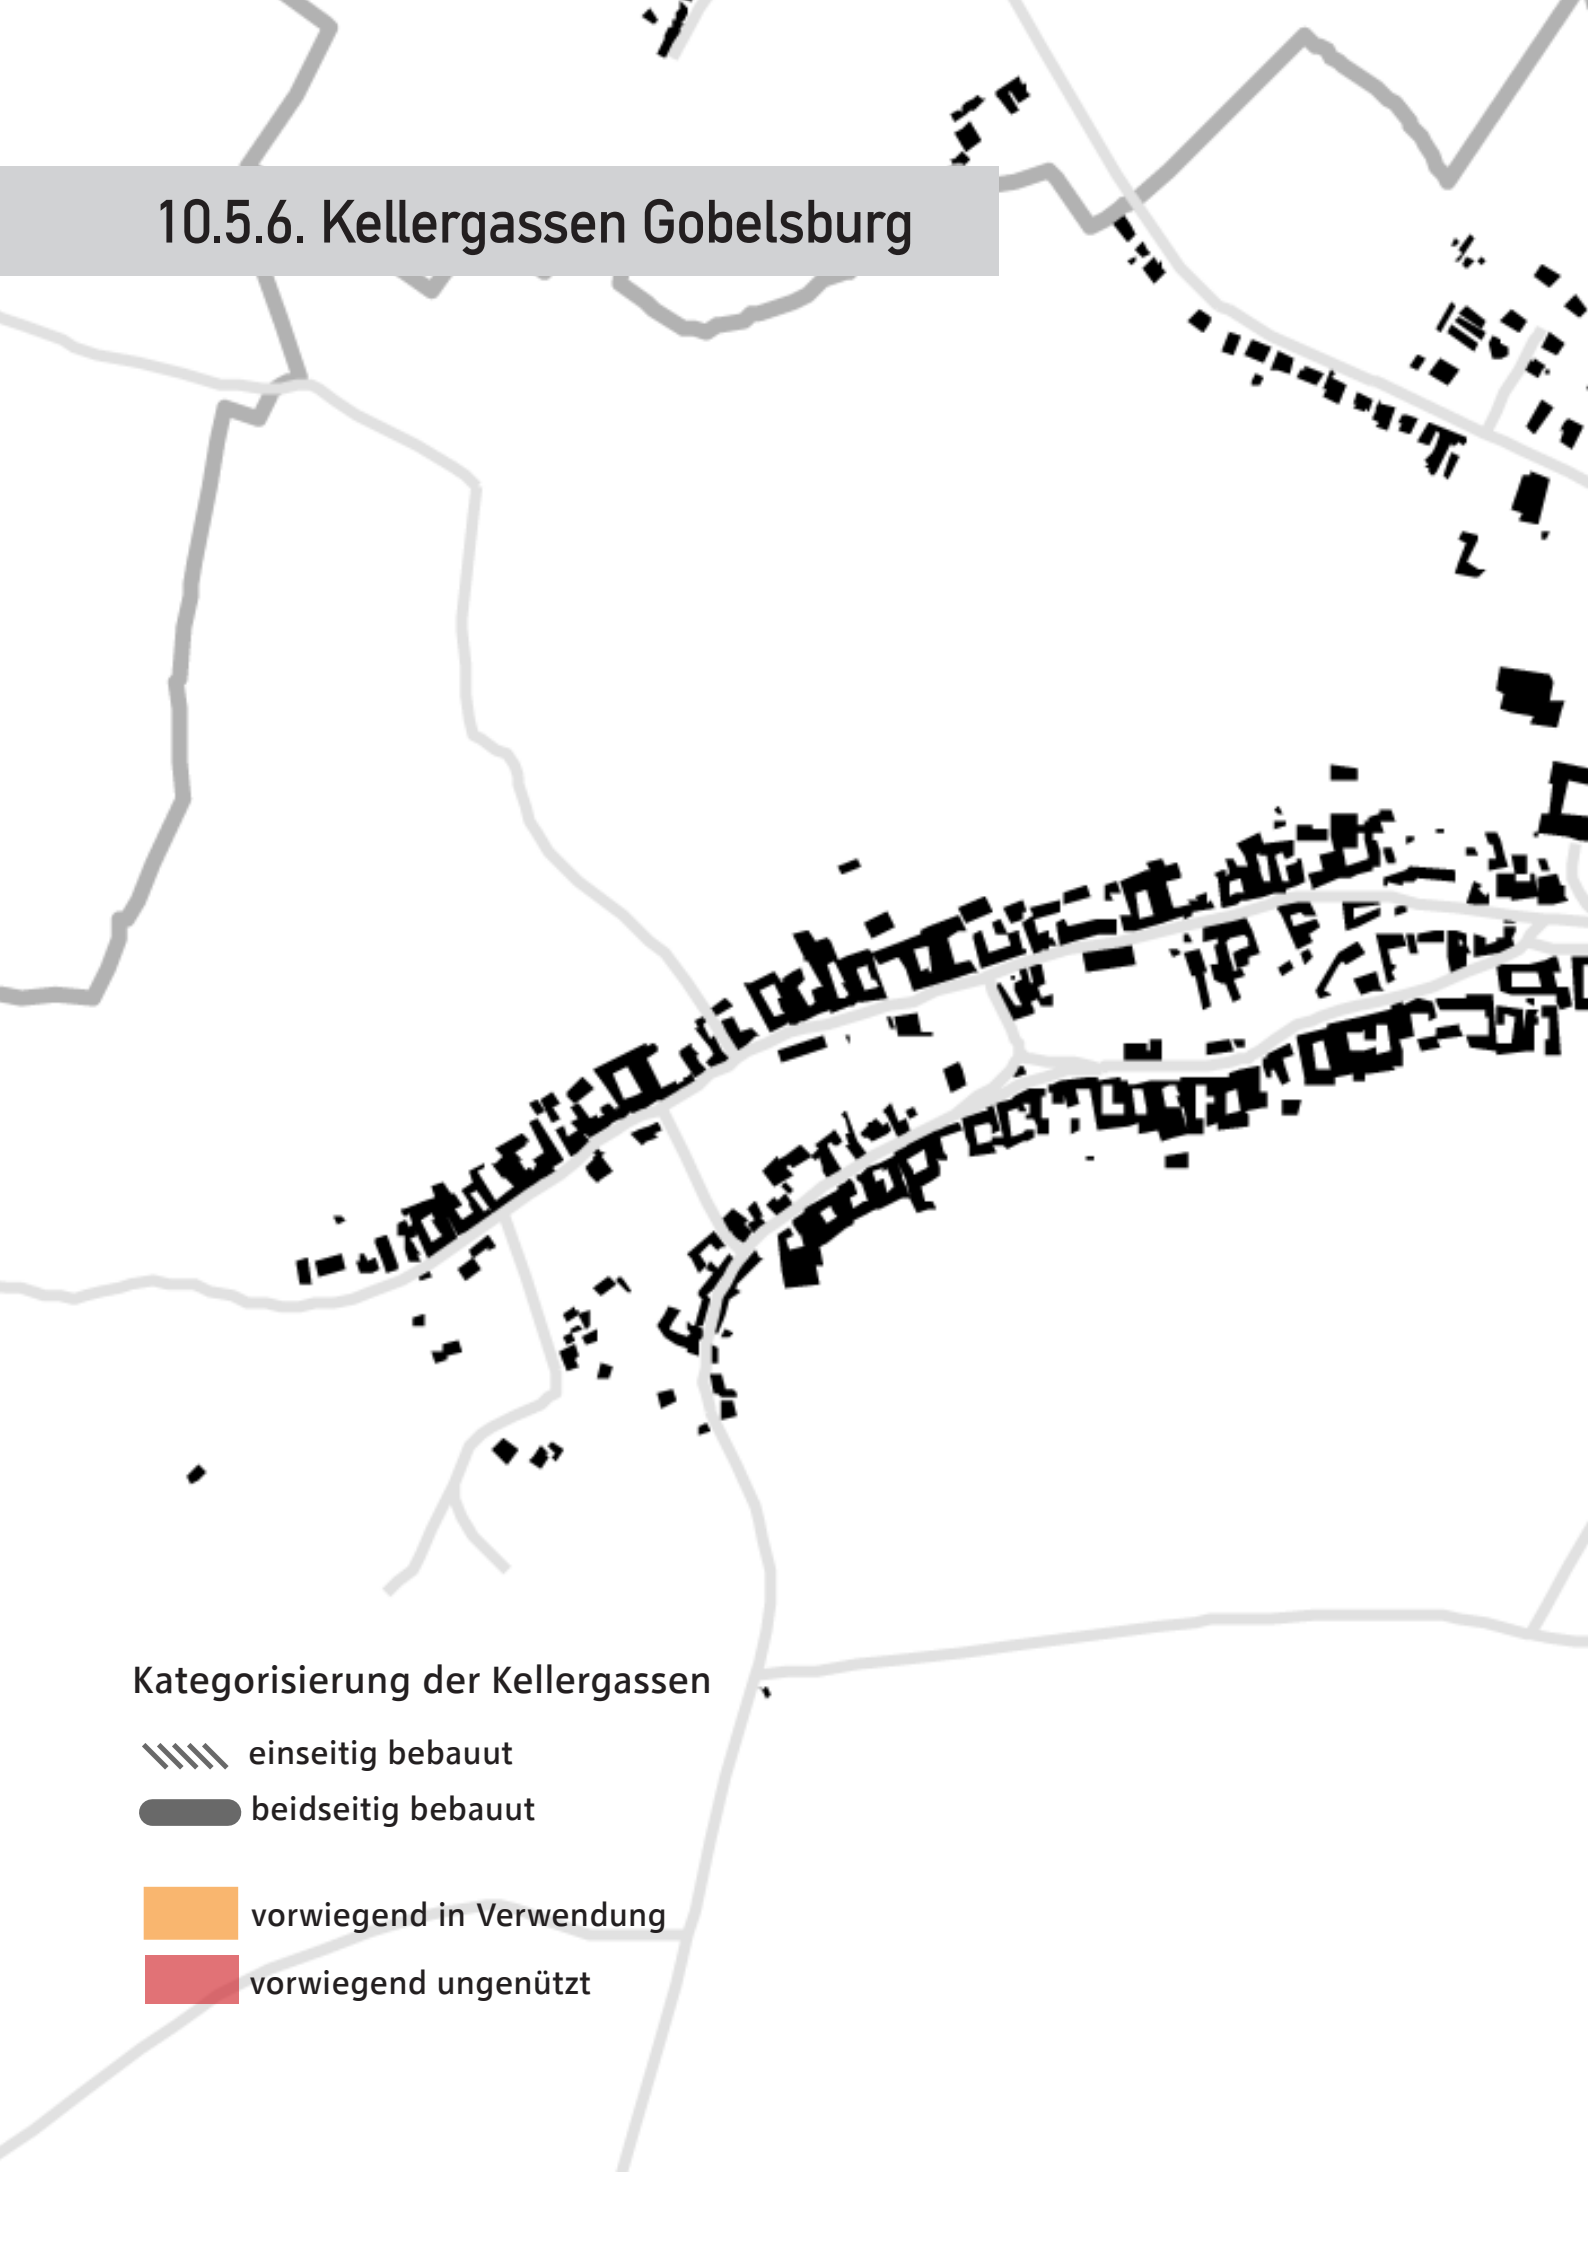 10.5.6. Kellergassen Gobelsburg
Kategorisierung der Kellergassen
einseitig bebauut
beidseitig bebauut
vorwiegend in Verwendung
vorwiegend ungenützt